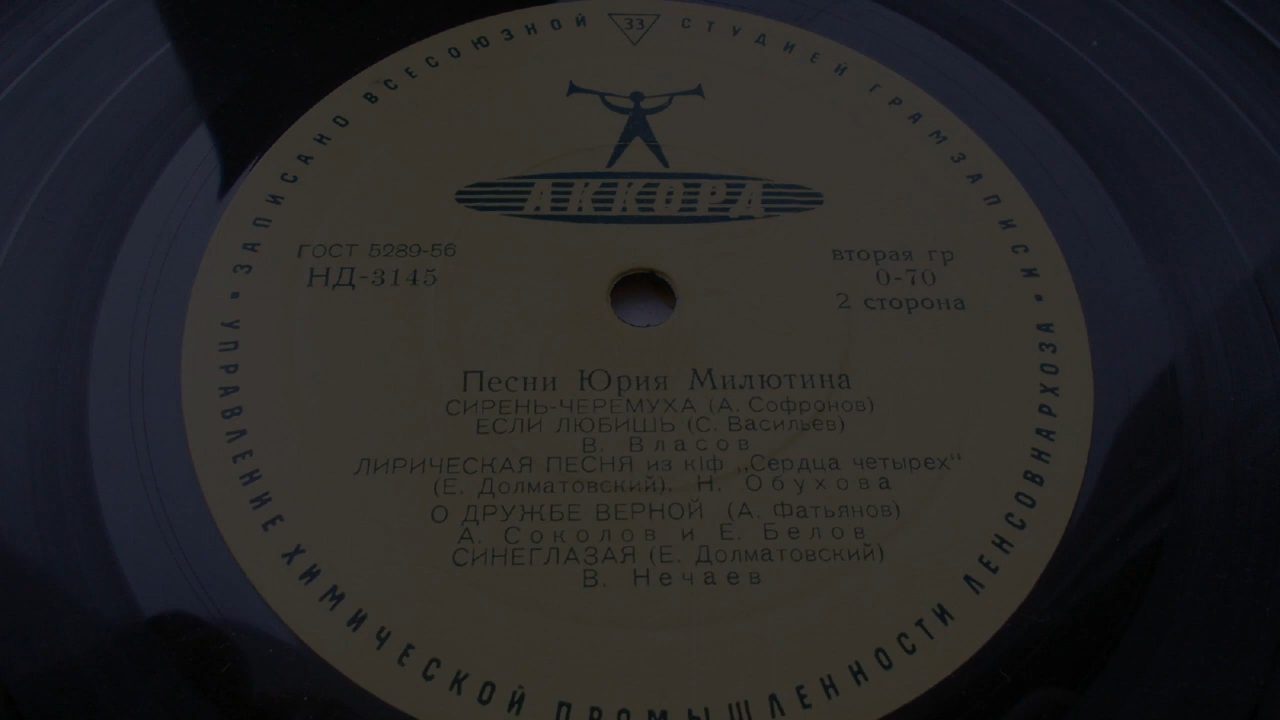 ЗАПИСАНО ВСЕСОЮЗНОЙ СТУДИЕЙ ГРАМЗАПИСИ
33
АККОРД
ГОСТ 5289-56
НД-3145
вторая гр
0-70
2 сторона
Песни Юрия Милютина
СИРЕНЬ-ЧЕРЕМУХА (А. Софронов)
ЕСЛИ ЛЮБИШЬ (С. Васильев)
В. Власов
ЛИРИЧЕСКАЯ ПЕСНЯ из к|ф „Сердца четырех“
(Е. Долматовский). Н. Обухова
О ДРУЖБЕ ВЕРНОЙ (А. Фатьянов)
А. Соколов и Е. Белов
СИНЕГЛАЗАЯ (Е. Долматовский)
В. Нечаев
• УПРАВЛЕНИЕ ХИМИЧЕСКОЙ ПРОМЫШЛЕННОСТИ ЛЕНСОВНАРХОЗА •